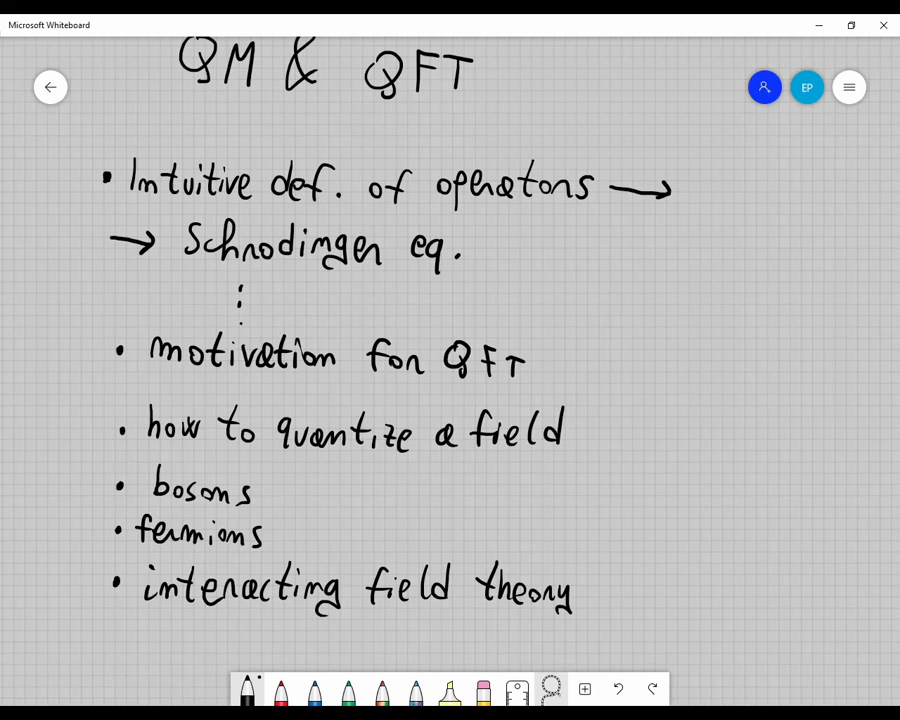 Microsoft Whiteboard
QM & QFT
EP
• Intuitive def. of operators →
→ Schrodinger eq.
⋮
• motivation for QFT
• how to quantize a field
• bosons
• fermions
• interacting field theory